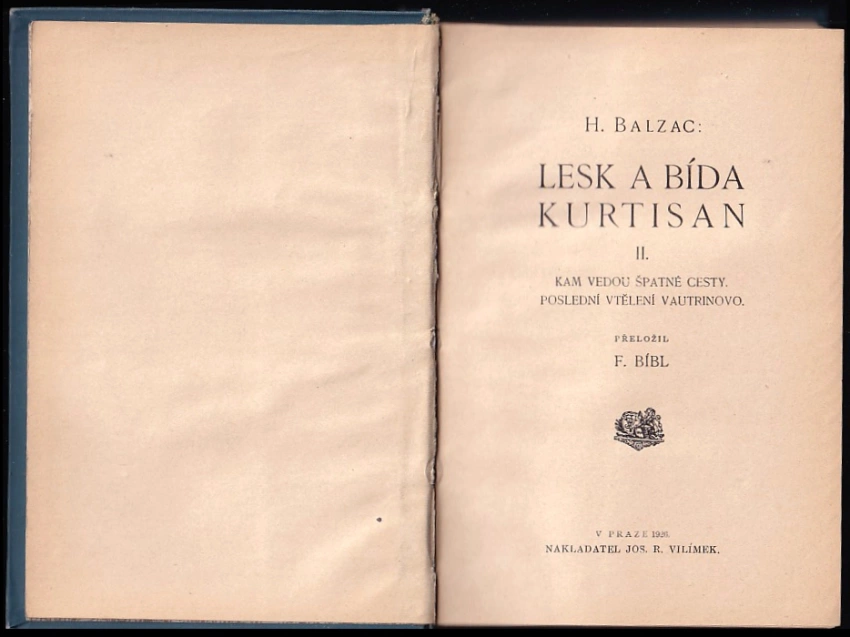 H. BALZAC:
LESK A BÍDA
KURTISAN
II.
KAM VEDOU ŠPATNÉ CESTY.
POSLEDNÍ VTĚLENÍ VAUTRINOVO.
PŘELOŽIL
F. BÍBL
V PRAZE 1926.
NAKLADATEL JOS. R. VILÍMEK.